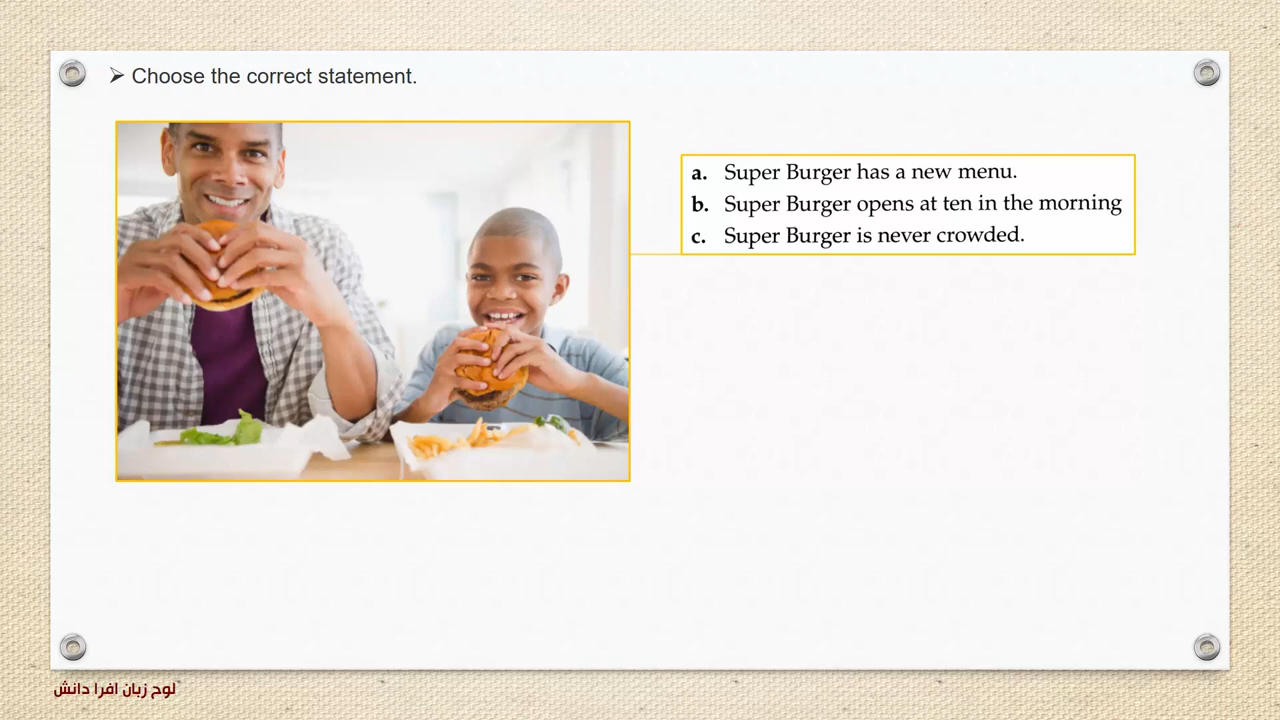 ➢ Choose the correct statement.
a. Super Burger has a new menu.
b. Super Burger opens at ten in the morning
c. Super Burger is never crowded.
لوح زبان افرا دانش